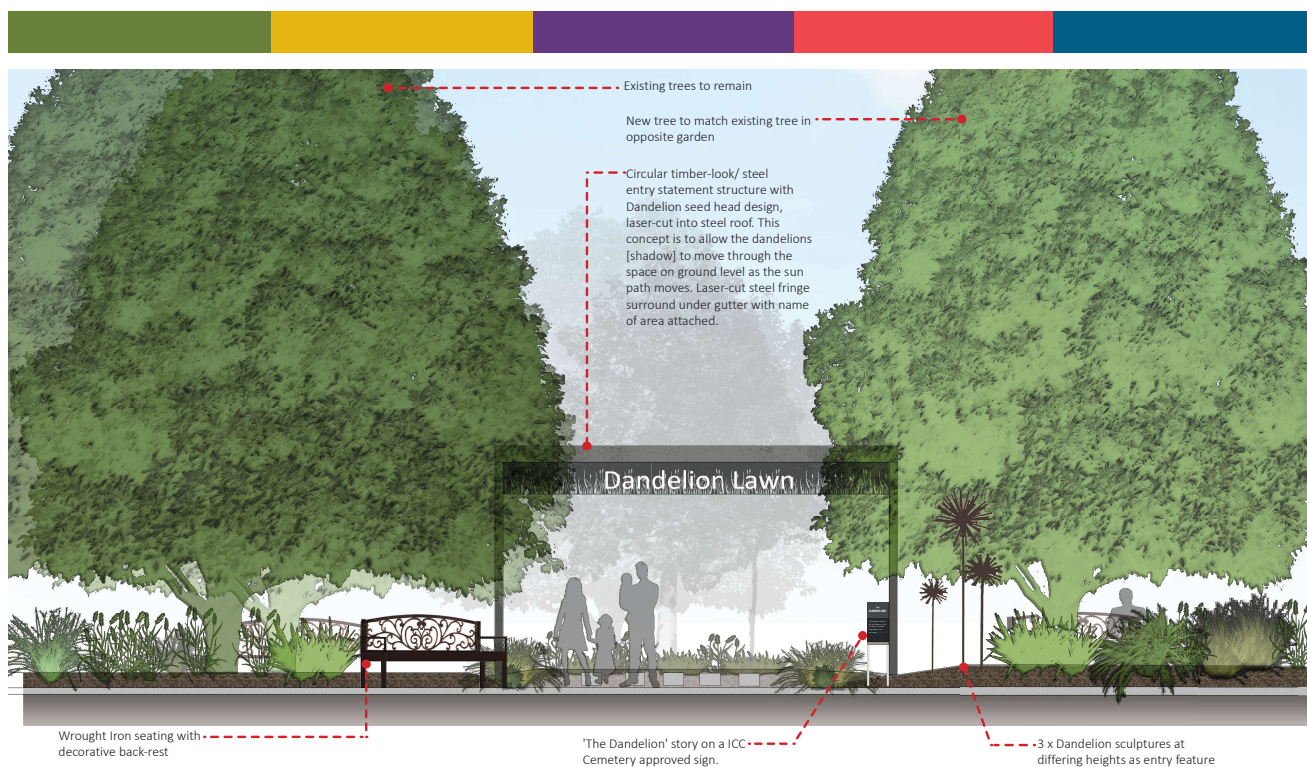 Existing trees to remain
New tree to match existing tree in
opposite garden
Circular timber-look/ steel
entry statement structure with
Dandelion seed head design,
laser-cut into steel roof. This
concept is to allow the dandelions
[shadow] to move through the
space on ground level as the sun
path moves. Laser-cut steel fringe
surround under gutter with name
of area attached.
Dandelion Lawn
DANDELION
Wrought Iron seating with
decorative back-rest
'The Dandelion' story on a ICC
Cemetery approved sign.
3 x Dandelion sculptures at
differing heights as entry feature